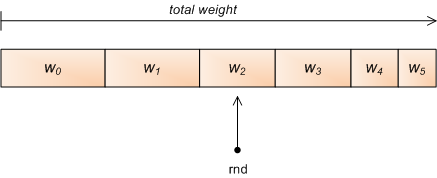 total weight
w₀ w₁ w₂ w₃ w₄ w₅
rnd